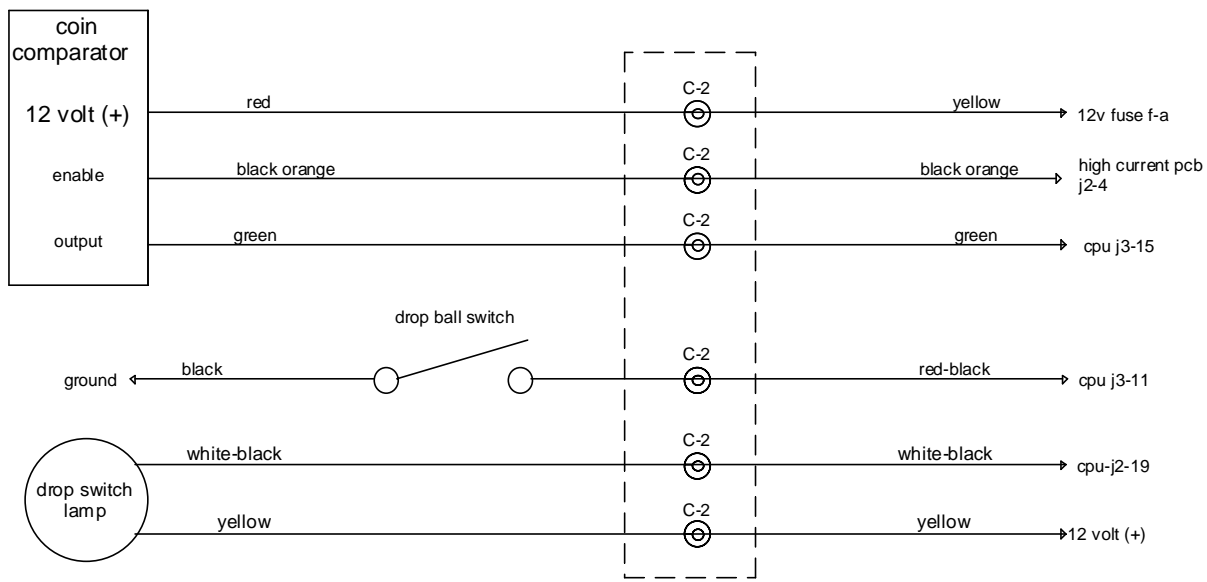 coin
comparator
12 volt (+)
red
C-2
yellow
12v fuse f-a
enable
black orange
C-2
black orange
high current pcb
j2-4
output
green
C-2
green
cpu j3-15
drop ball switch
ground
black
C-2
red-black
cpu j3-11
drop switch
lamp
white-black
C-2
white-black
cpu-j2-19
yellow
C-2
yellow
12 volt (+)